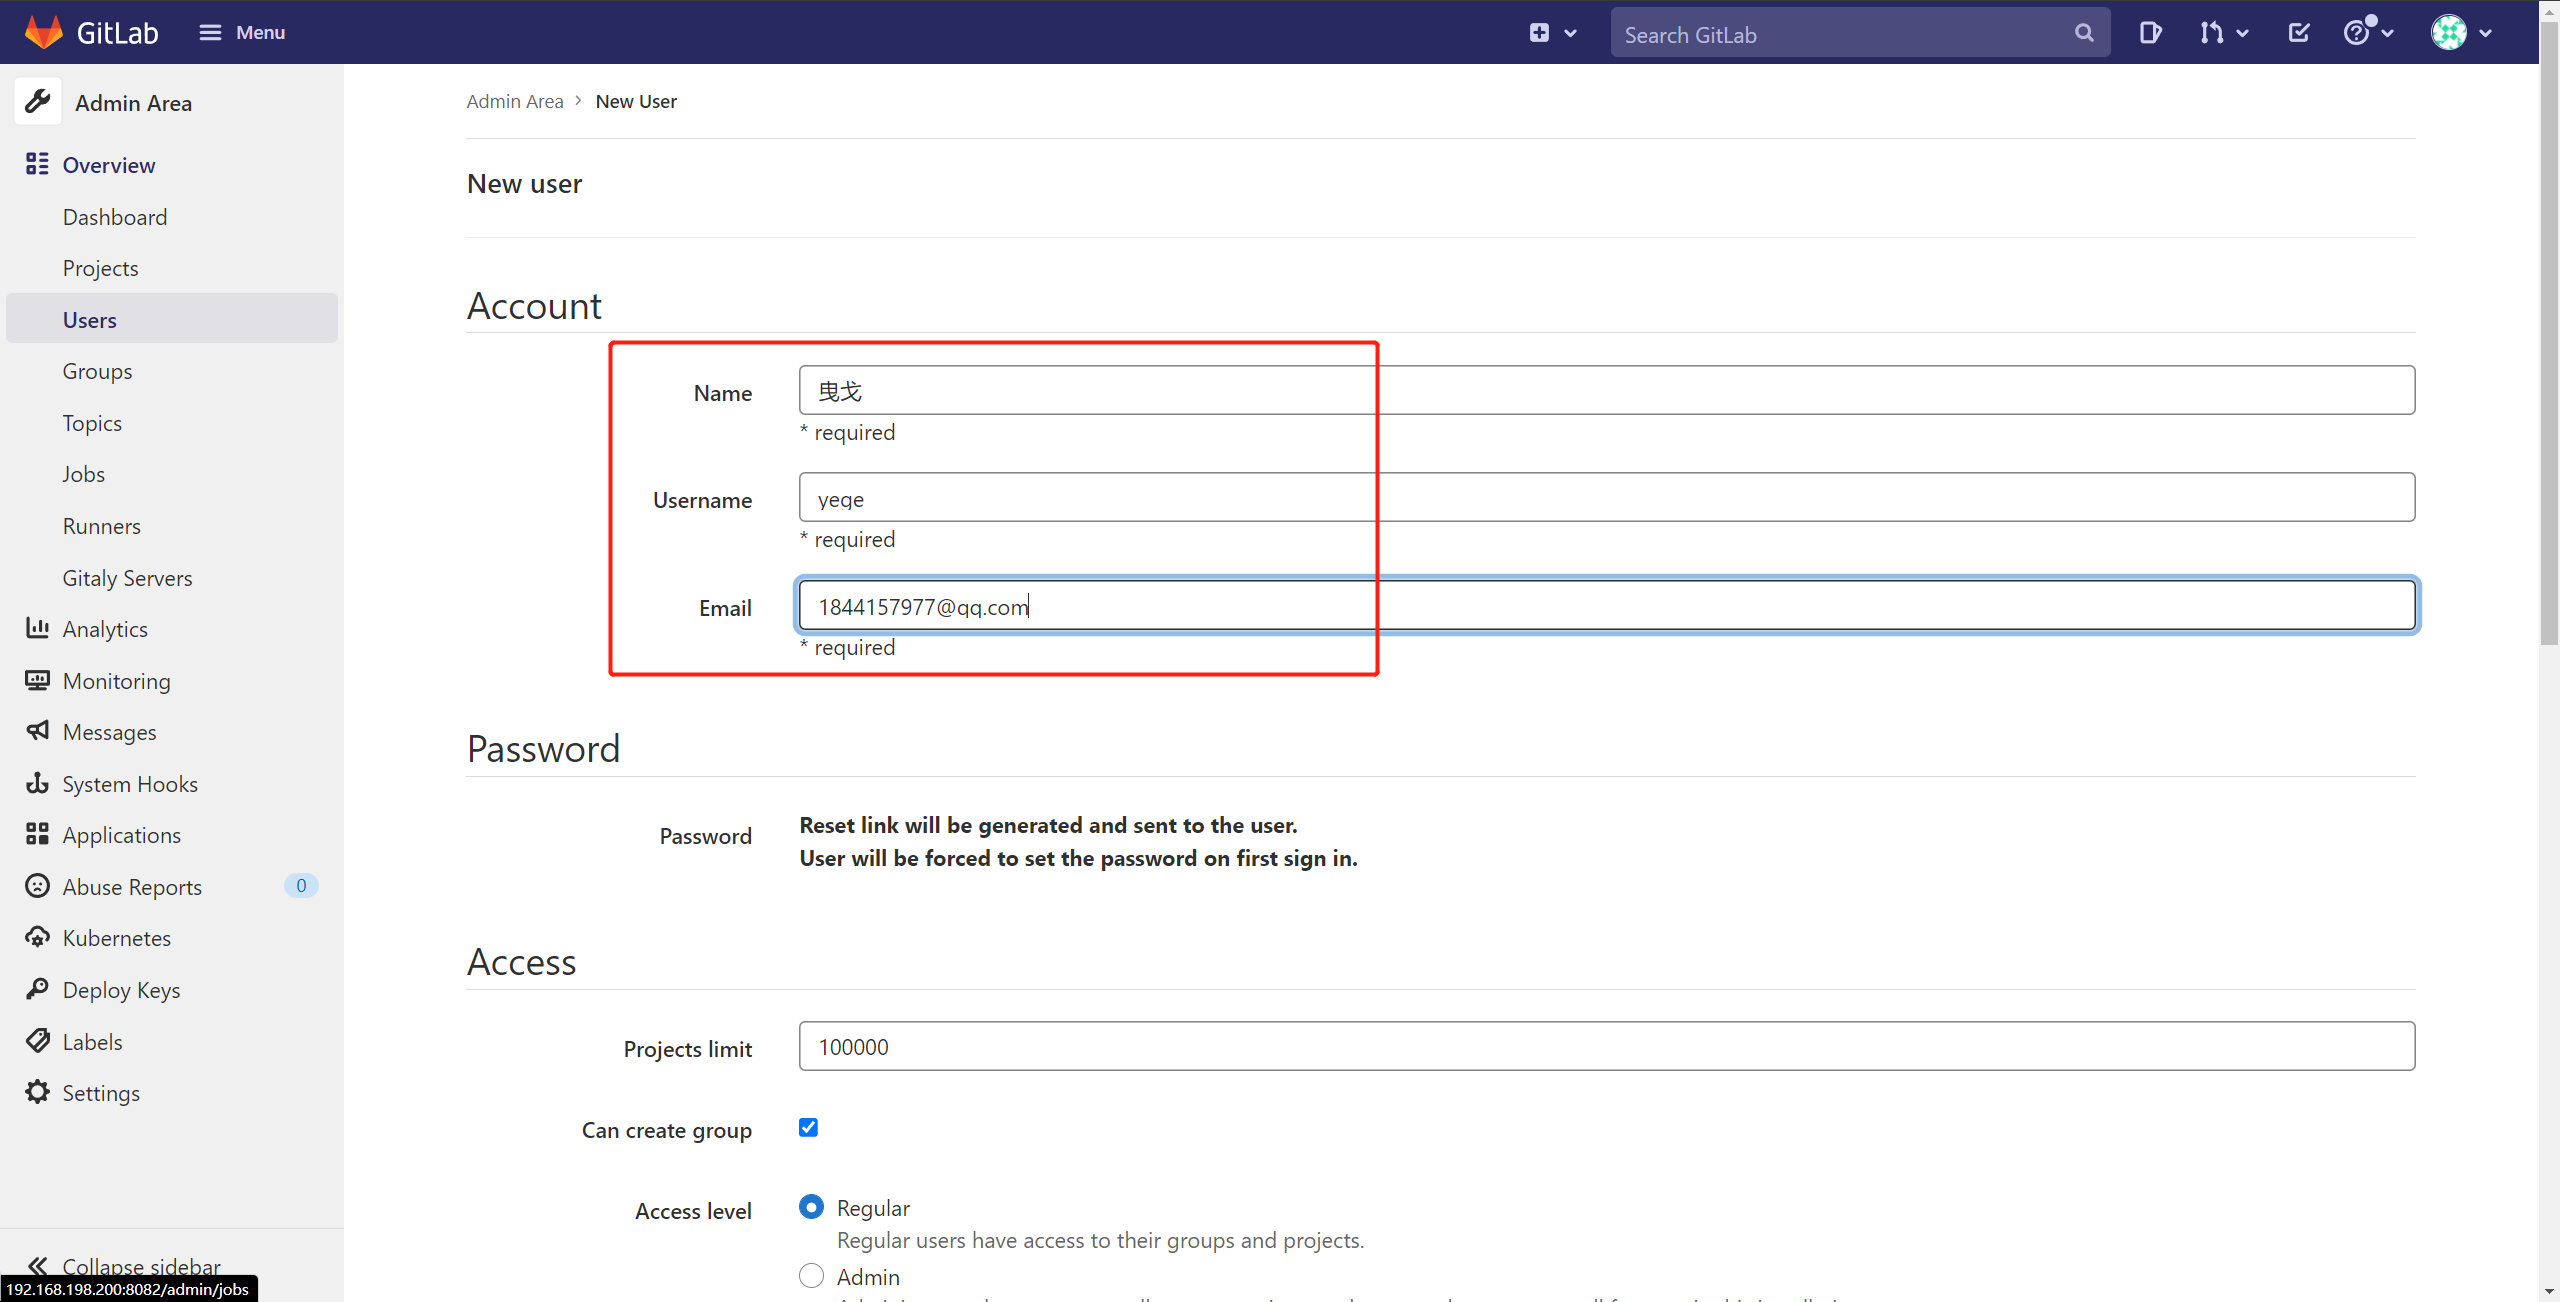 GitLab
Menu
Search GitLab
Admin Area
Overview
Dashboard
Projects
Users
Groups
Topics
Jobs
Runners
Gitaly Servers
Analytics
Monitoring
Messages
System Hooks
Applications
Abuse Reports 0
Kubernetes
Deploy Keys
Labels
Settings
Collapse sidebar
192.168.198.200:8082/admin/jobs
Admin Area › New User
New user
Account
Name 曳戈
* required
Username yege
* required
Email 1844157977@qq.com
* required
Password
Password Reset link will be generated and sent to the user.
User will be forced to set the password on first sign in.
Access
Projects limit 100000
Can create group
Access level Regular
Regular users have access to their groups and projects.
Admin